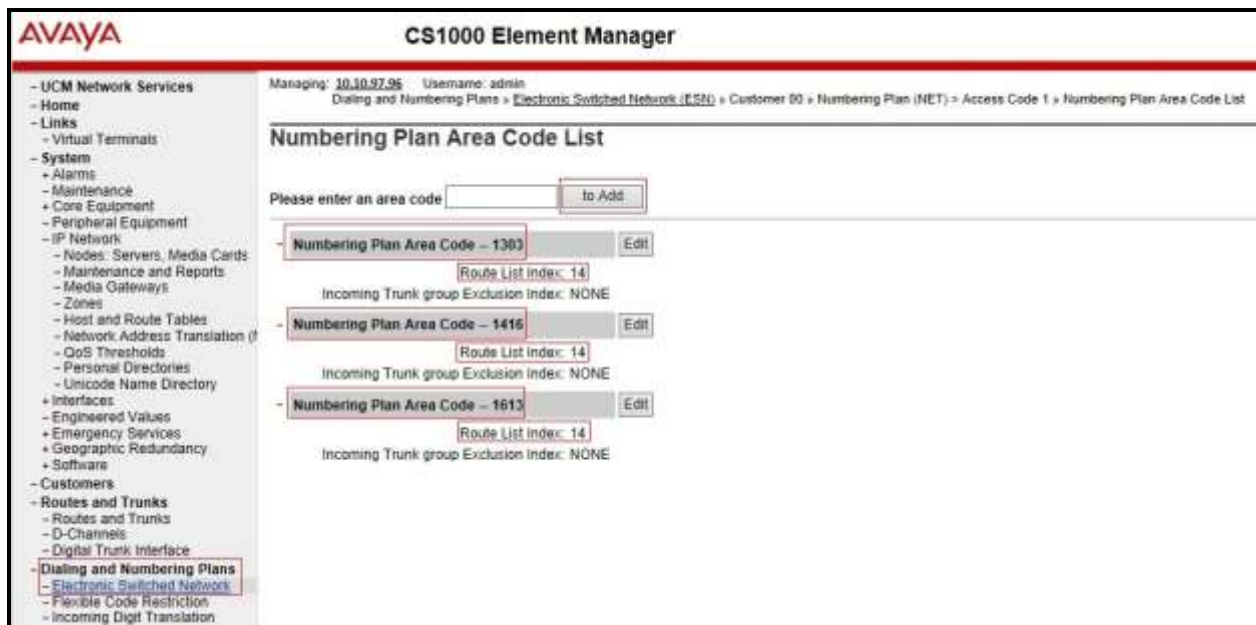 AVAYA
CS1000 Element Manager
- UCM Network Services
- Home
- Links
- Virtual Terminals
- System
+ Alarms
- Maintenance
+ Core Equipment
- Peripheral Equipment
- IP Network
- Nodes: Servers, Media Cards
- Maintenance and Reports
- Media Gateways
- Zones
- Host and Route Tables
- Network Address Translation (N
- QoS Thresholds
- Personal Directories
- Unicode Name Directory
+ Interfaces
- Engineered Values
+ Emergency Services
+ Geographic Redundancy
+ Software
- Customers
- Routes and Trunks
- Routes and Trunks
- D-Channels
- Digital Trunk Interface
- Dialing and Numbering Plans
- Electronic Switched Network
- Flexible Code Restriction
- Incoming Digit Translation
Managing: 10.10.97.96 Username: admin
Dialing and Numbering Plans » Electronic Switched Network (ESN) » Customer 00 » Numbering Plan (NET) » Access Code 1 » Numbering Plan Area Code List
Numbering Plan Area Code List
Please enter an area code to Add
- Numbering Plan Area Code -- 1303 Edit
Route List Index: 14
Incoming Trunk group Exclusion Index: NONE
- Numbering Plan Area Code -- 1416 Edit
Route List Index: 14
Incoming Trunk group Exclusion Index: NONE
- Numbering Plan Area Code -- 1613 Edit
Route List Index: 14
Incoming Trunk group Exclusion Index: NONE